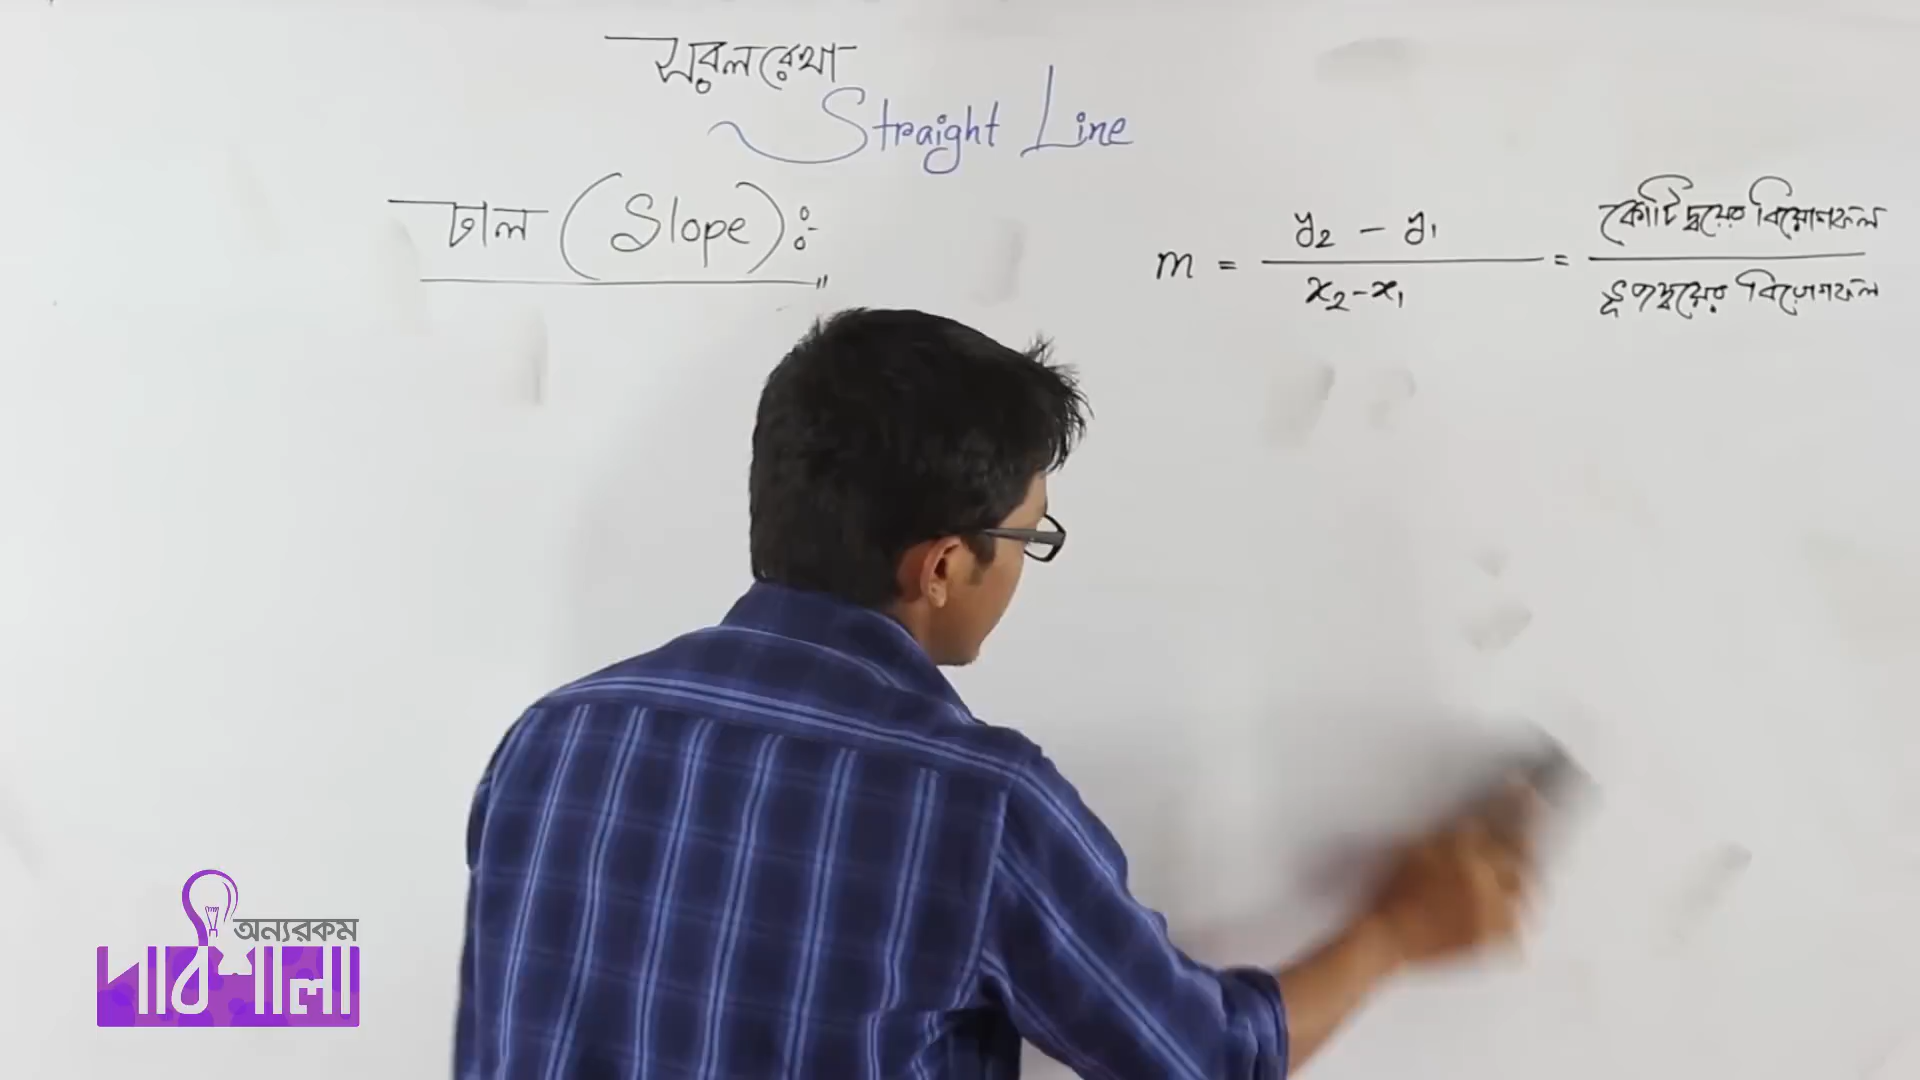 সরলরেখা
Straight Line
ঢাল (Slope):-
m = y₂ - y₁ / x₂ - x₁ = কোটিদ্বয়ের বিয়োগফল / ভুজদ্বয়ের বিয়োগফল
অন্যরকম
পাঠশালা